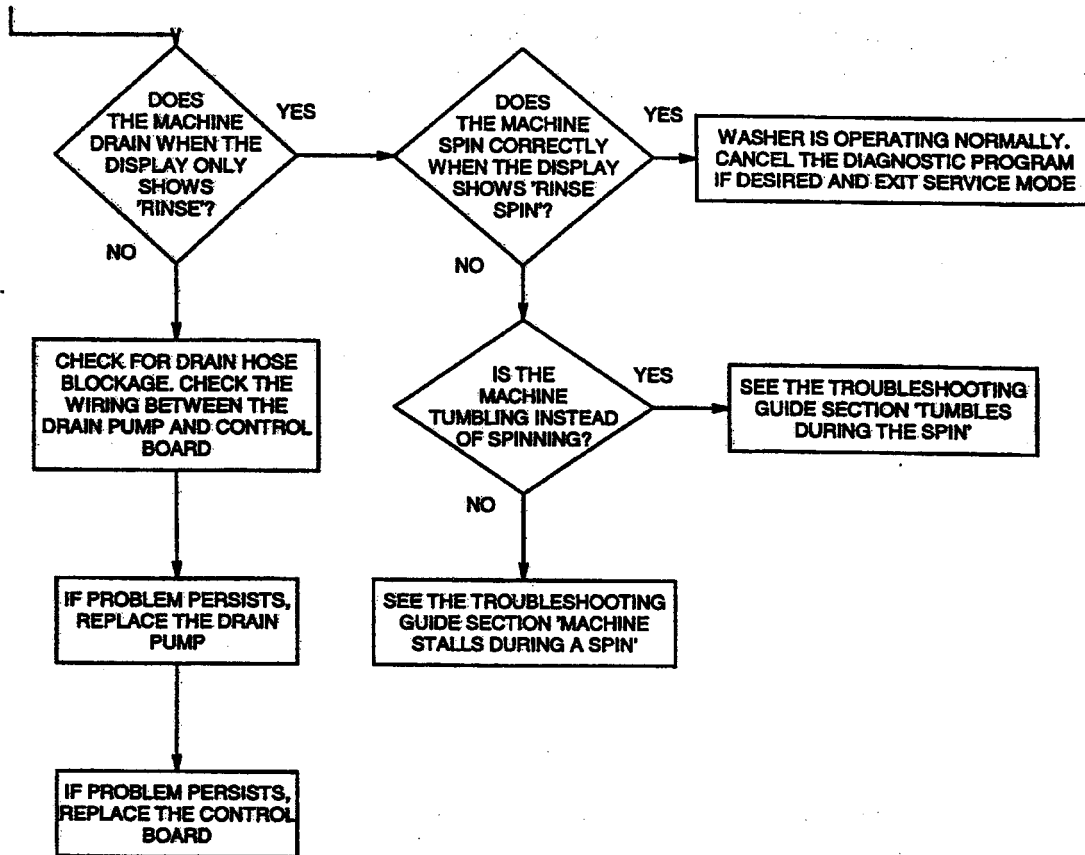 DOES
THE MACHINE
DRAIN WHEN THE
DISPLAY ONLY
SHOWS
'RINSE'?
YES
NO
DOES
THE MACHINE
SPIN CORRECTLY
WHEN THE DISPLAY
SHOWS 'RINSE
SPIN'?
YES
NO
WASHER IS OPERATING NORMALLY.
CANCEL THE DIAGNOSTIC PROGRAM
IF DESIRED AND EXIT SERVICE MODE
CHECK FOR DRAIN HOSE
BLOCKAGE. CHECK THE
WIRING BETWEEN THE
DRAIN PUMP AND CONTROL
BOARD
IS THE
MACHINE
TUMBLING INSTEAD
OF SPINNING?
YES
NO
SEE THE TROUBLESHOOTING
GUIDE SECTION 'TUMBLES
DURING THE SPIN'
IF PROBLEM PERSISTS,
REPLACE THE DRAIN
PUMP
SEE THE TROUBLESHOOTING
GUIDE SECTION 'MACHINE
STALLS DURING A SPIN'
IF PROBLEM PERSISTS,
REPLACE THE CONTROL
BOARD